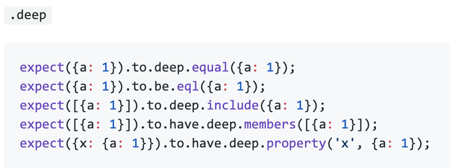 .deep
expect({a: 1}).to.deep.equal({a: 1});
expect({a: 1}).to.be.eql({a: 1});
expect([{a: 1}]).to.deep.include({a: 1});
expect([{a: 1}]).to.have.deep.members([{a: 1}]);
expect({x: {a: 1}}).to.have.deep.property('x', {a: 1});